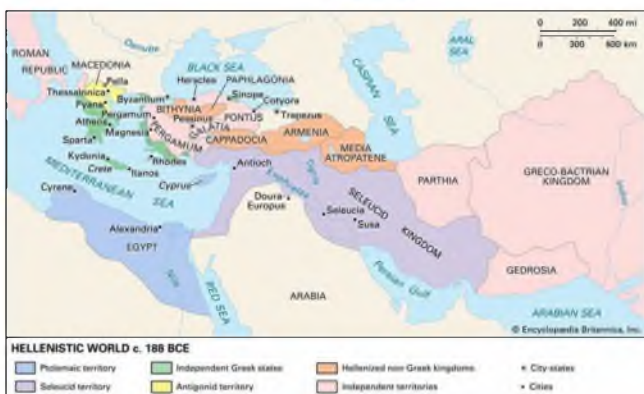 0 200 400 mi
0 300 600 km
ARAL
SEA
ROMAN
REPUBLIC
Danube
MACEDONIA
Pella
Thessalonica
BLACK SEA
Heraclea
PAPHLAGONIA
Sinope
Cotyora
CASPIAN
SEA
Byzantium
BITHYNIA
Pessinus
PONTUS
Trapezus
Athens
GALATIA
PERGAMUM
Magnesia
Sparta
CAPPADOCIA
ARMENIA
MEDIA
ATROPATENE
Kydonia
Crete
Itanos
Rhodes
Cyprus
Antioch
Euphrates
Tigris
PARTHIA
GRECO-BACTRIAN
KINGDOM
MEDITERRANEAN
SEA
Cyrene
Doura
Europus
Seleucia
Susa
SELEUCID
KINGDOM
Alexandria
EGYPT
Nile
RED SEA
ARABIA
Persian Gulf
GEDROSIA
ARABIAN SEA
© Encyclopædia Britannica, Inc.
HELLENISTIC WORLD c. 188 BCE
Ptolemaic territory
Independent Greek states
Hellenized non Greek kingdoms
City-states
Seleucid territory
Antigonid territory
Independent territories
Cities